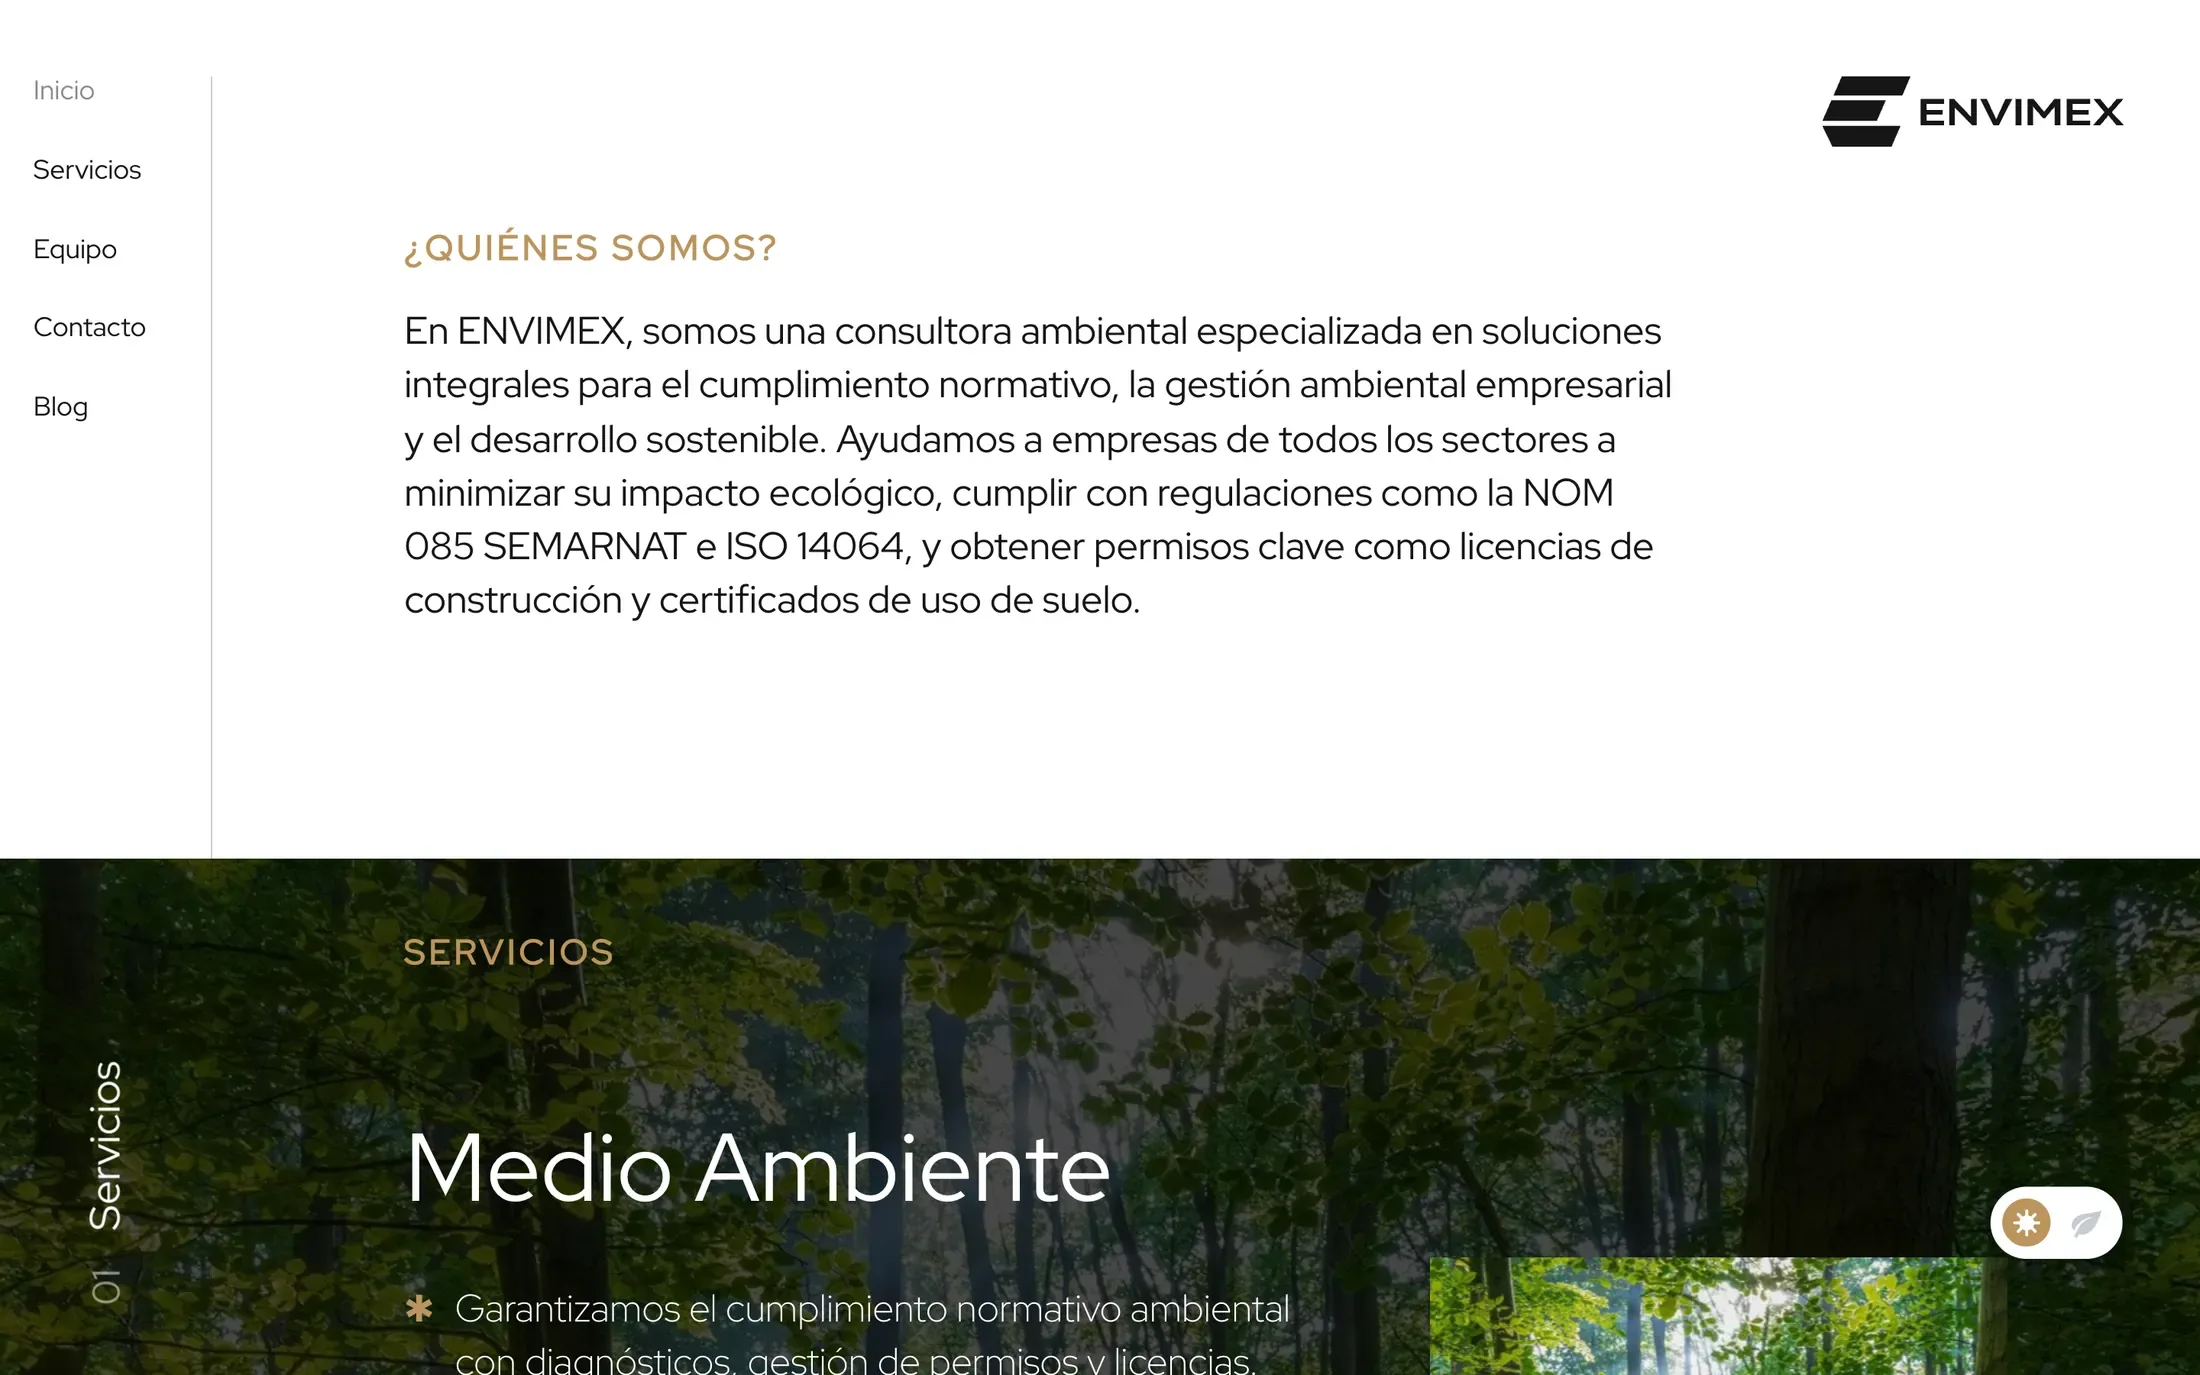 Inicio
Servicios
Equipo
Contacto
Blog
ENVIMEX
¿QUIÉNES SOMOS?
En ENVIMEX, somos una consultora ambiental especializada en soluciones
integrales para el cumplimiento normativo, la gestión ambiental empresarial
y el desarrollo sostenible. Ayudamos a empresas de todos los sectores a
minimizar su impacto ecológico, cumplir con regulaciones como la NOM
085 SEMARNAT e ISO 14064, y obtener permisos clave como licencias de
construcción y certificados de uso de suelo.
SERVICIOS
01 Servicios
Medio Ambiente
Garantizamos el cumplimiento normativo ambiental
con diagnósticos, gestión de permisos y licencias.